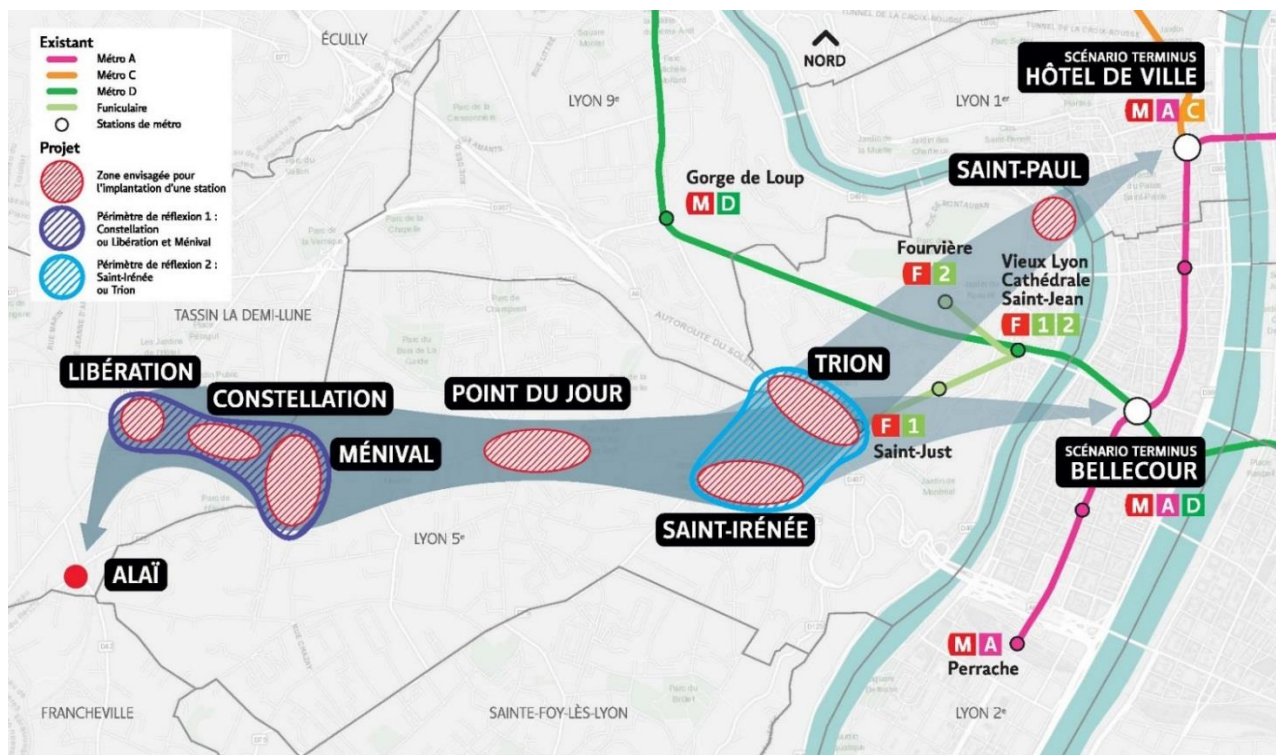 Existant
Métro A
Métro C
Métro D
Funiculaire
Stations de métro
Projet
Zone envisagée pour
l'implantation d'une station
Périmètre de réflexion 1 :
Constellation
ou Libération et Ménival
Périmètre de réflexion 2 :
Saint-Irénée
ou Trion
ÉCULLY
LYON 9e
NORD
LYON 1er
SCÉNARIO TERMINUS
HÔTEL DE VILLE
M A C
SAINT-PAUL
Gorge de Loup
M D
Fourvière
F 2
Vieux Lyon
Cathédrale
Saint-Jean
F 1 2
TASSIN LA DEMI-LUNE
AUTOROUTE DU SOLEIL
LIBÉRATION
CONSTELLATION
MÉNIVAL
POINT DU JOUR
TRION
F 1
Saint-Just
SAINT-IRÉNÉE
SCÉNARIO TERMINUS
BELLECOUR
M A D
LYON 5e
ALAÏ
M A
Perrache
FRANCHEVILLE
SAINTE-FOY-LÈS-LYON
LYON 2e